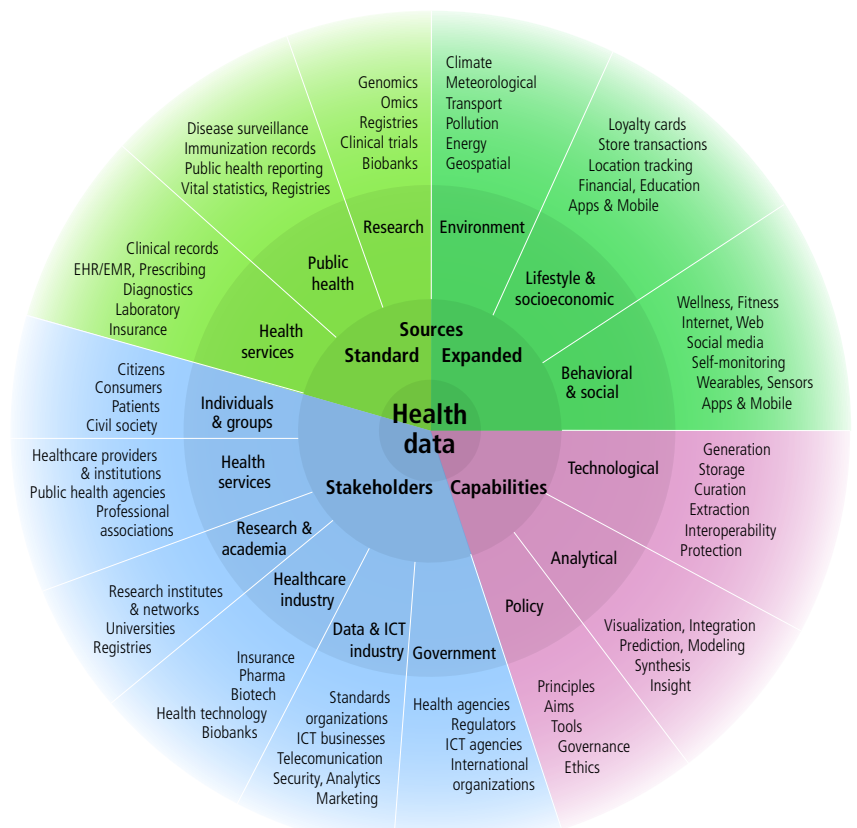 Health
data
Sources
Standard
Expanded
Stakeholders
Capabilities
Research
Genomics
Omics
Registries
Clinical trials
Biobanks
Environment
Climate
Meteorological
Transport
Pollution
Energy
Geospatial
Lifestyle &
socioeconomic
Loyalty cards
Store transactions
Location tracking
Financial, Education
Apps & Mobile
Behavioral
& social
Wellness, Fitness
Internet, Web
Social media
Self-monitoring
Wearables, Sensors
Apps & Mobile
Technological
Generation
Storage
Curation
Extraction
Interoperability
Protection
Analytical
Visualization, Integration
Prediction, Modeling
Synthesis
Insight
Policy
Principles
Aims
Tools
Governance
Ethics
Government
Health agencies
Regulators
ICT agencies
International
organizations
Data & ICT
industry
Standards
organizations
ICT businesses
Telecomunication
Security, Analytics
Marketing
Healthcare
industry
Insurance
Pharma
Biotech
Health technology
Biobanks
Research &
academia
Research institutes
& networks
Universities
Registries
Health
services
Healthcare providers
& institutions
Public health agencies
Professional
associations
Individuals
& groups
Citizens
Consumers
Patients
Civil society
Health
services
Clinical records
EHR/EMR, Prescribing
Diagnostics
Laboratory
Insurance
Public
health
Disease surveillance
Immunization records
Public health reporting
Vital statistics, Registries